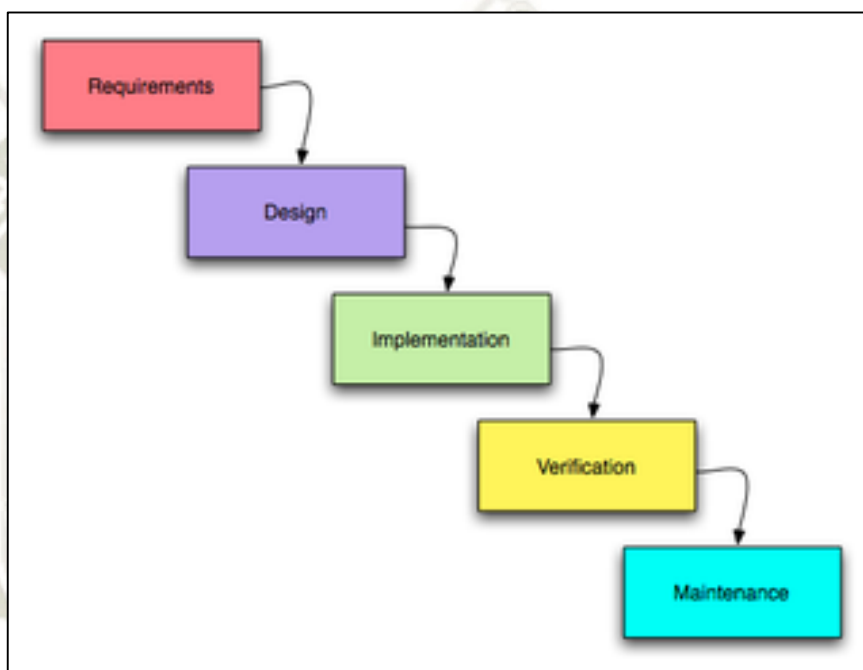 Requirements
Design
Implementation
Verification
Maintenance